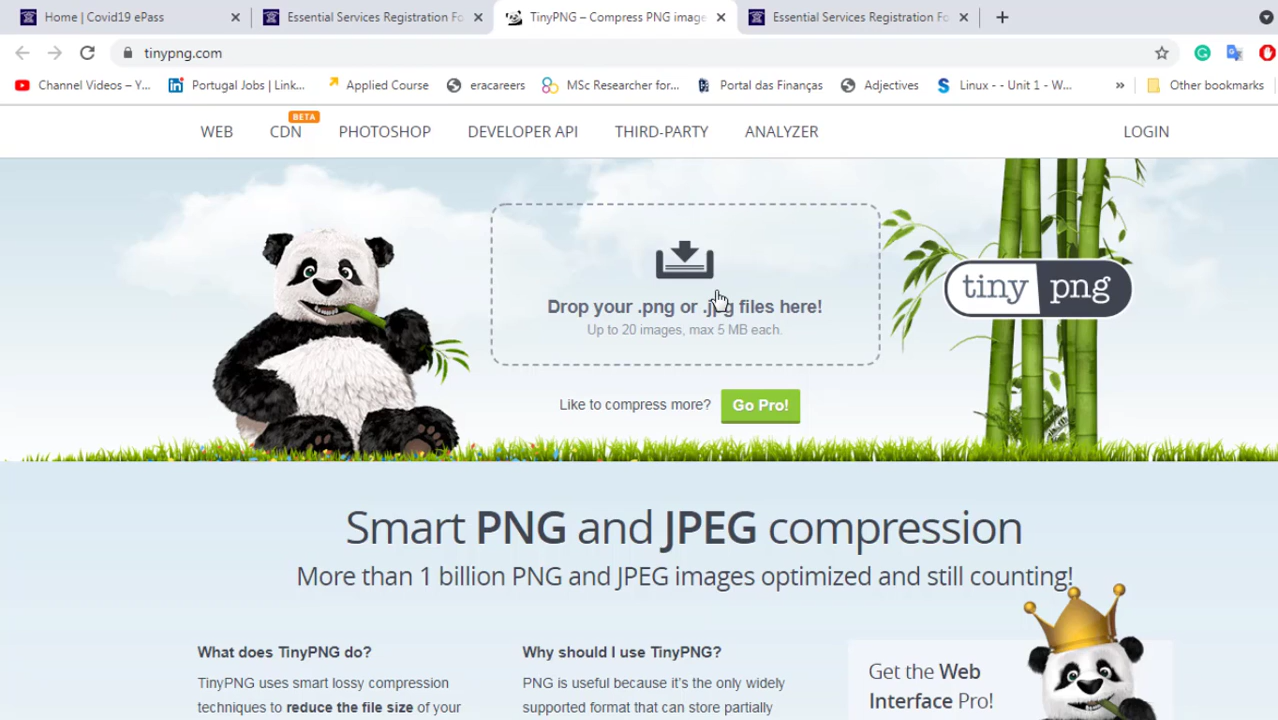 Home | Covid19 ePass
Essential Services Registration Fo
TinyPNG – Compress PNG image
Essential Services Registration Fo
tinypng.com
Channel Videos – Y...
Portugal Jobs | Link...
Applied Course
eracareers
MSc Researcher for...
Portal das Finanças
Adjectives
Linux - - Unit 1 - W...
»
Other bookmarks
WEB
CDN
BETA
PHOTOSHOP
DEVELOPER API
THIRD-PARTY
ANALYZER
LOGIN
Drop your .png or .jpg files here!
Up to 20 images, max 5 MB each.
tiny png
Like to compress more?
Go Pro!
Smart PNG and JPEG compression
More than 1 billion PNG and JPEG images optimized and still counting!
What does TinyPNG do?
TinyPNG uses smart lossy compression
techniques to reduce the file size of your
Why should I use TinyPNG?
PNG is useful because it's the only widely
supported format that can store partially
Get the Web
Interface Pro!